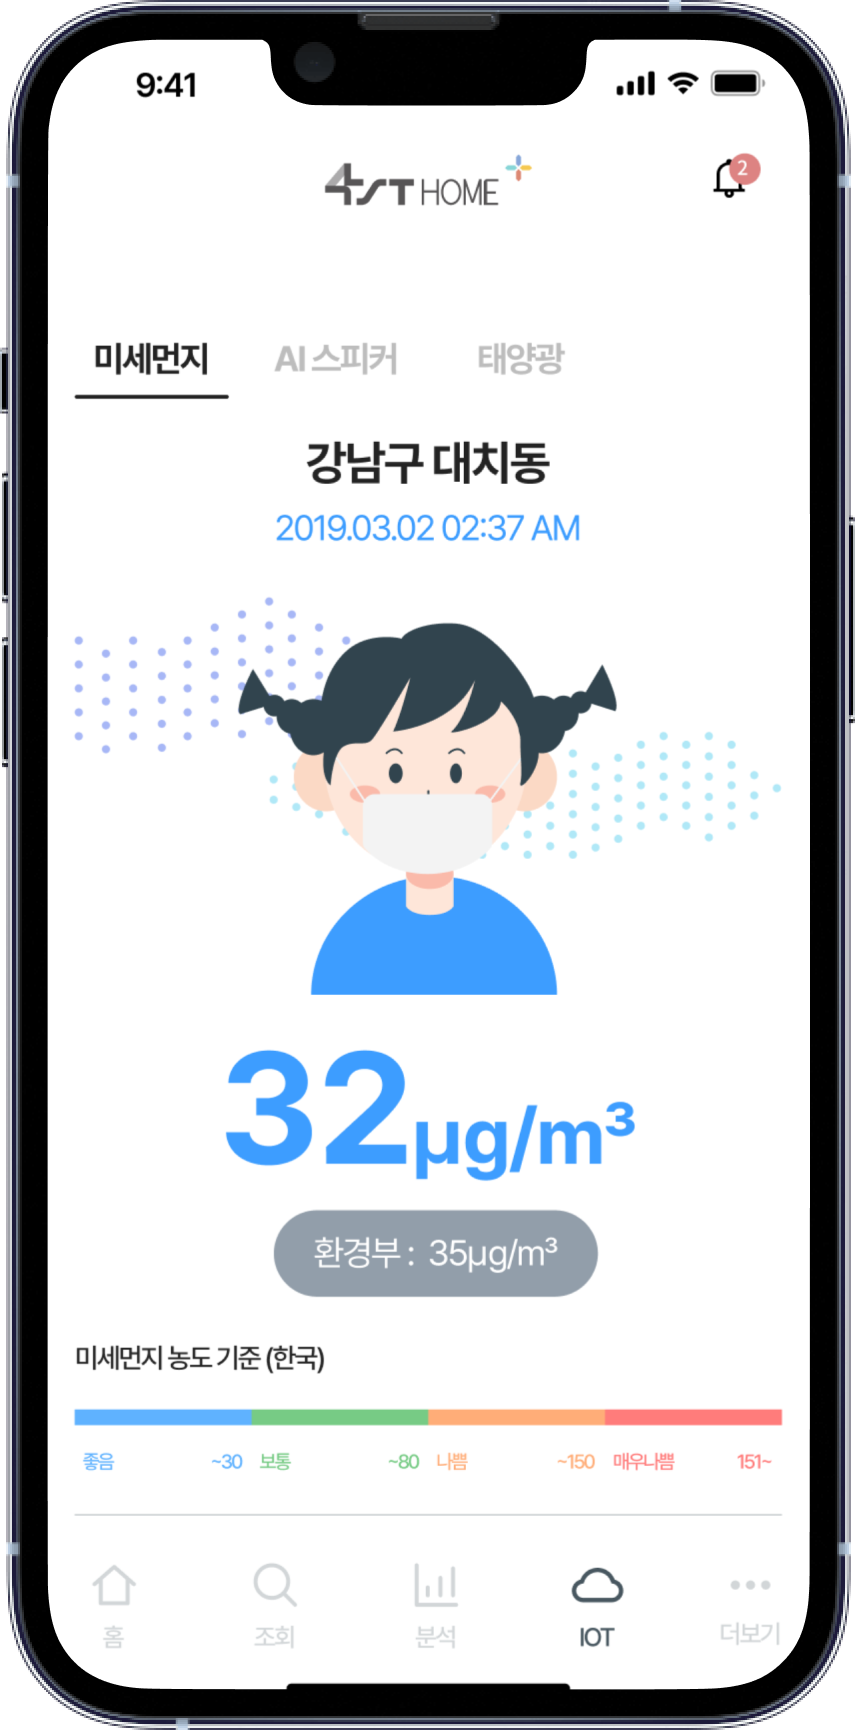 9:41
4ST HOME
2
미세먼지 AI 스피커 태양광
강남구 대치동
2019.03.02 02:37 AM
32μg/m³
환경부 : 35μg/m³
미세먼지 농도 기준 (한국)
좋음 ~30 보통 ~80 나쁨 ~150 매우나쁨 151~
홈 조회 분석 IOT 더보기